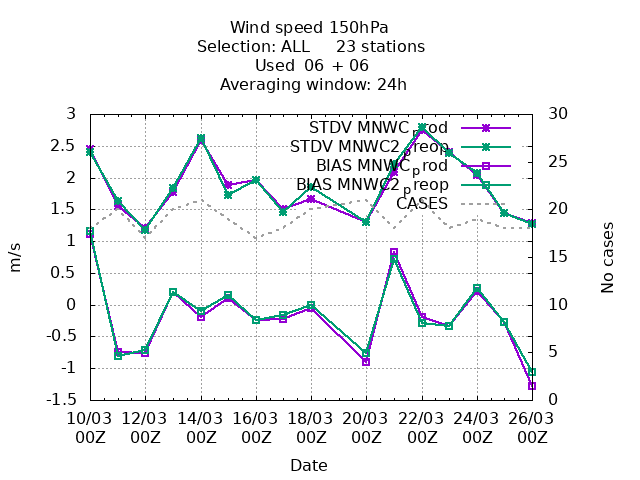 Wind speed 150hPa
Selection: ALL 23 stations
Used 06 + 06
Averaging window: 24h
3
2.5
2
1.5
1
0.5
0
-0.5
-1
-1.5
m/s
30
25
20
15
10
5
0
No cases
STDV MNWC_prod
STDV MNWC2_preop
BIAS MNWC_prod
BIAS MNWC2_preop
CASES
10/03 12/03 14/03 16/03 18/03 20/03 22/03 24/03 26/03
00Z 00Z 00Z 00Z 00Z 00Z 00Z 00Z 00Z
Date